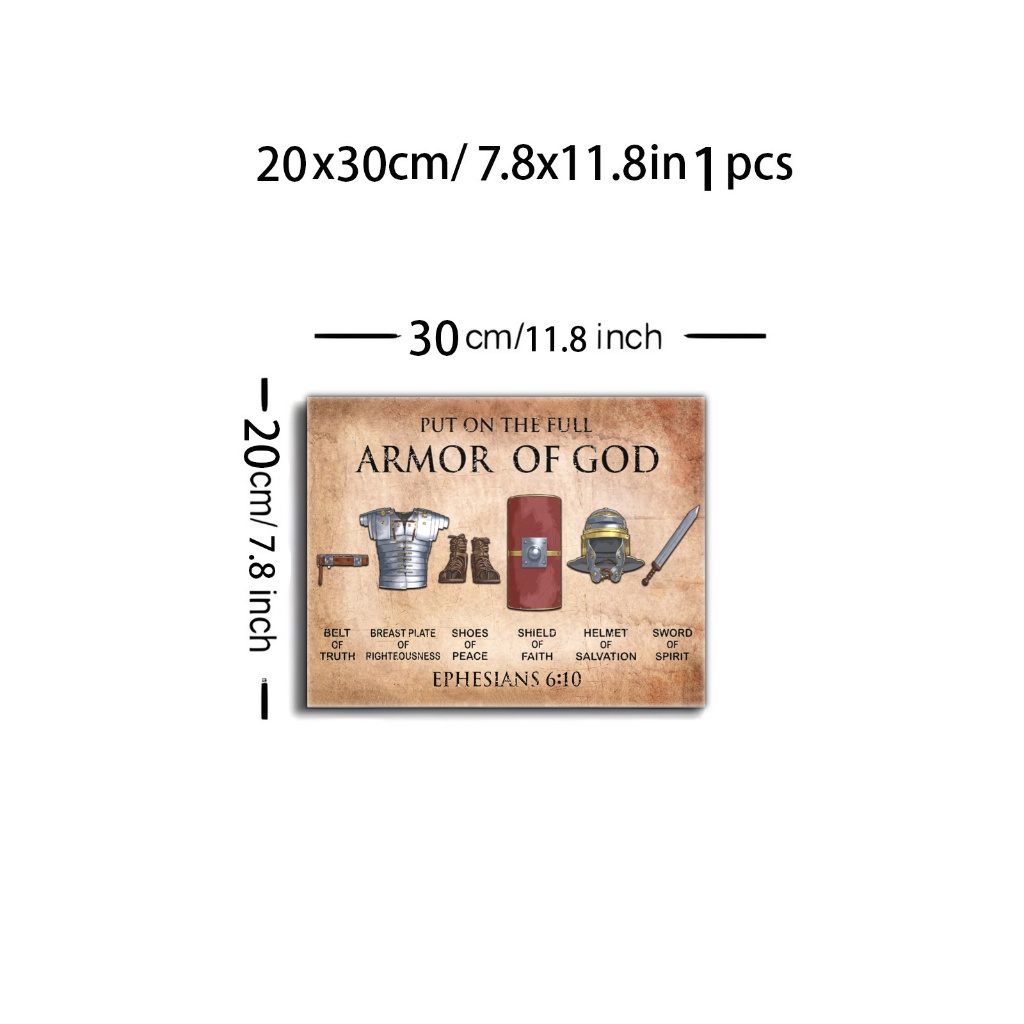 20x30cm/ 7.8x11.8in 1 pcs
30 cm/11.8 inch
20cm/ 7.8 inch
PUT ON THE FULL
ARMOR OF GOD
BELT OF TRUTH
BREAST PLATE OF RIGHTEOUSNESS
SHOES OF PEACE
SHIELD OF FAITH
HELMET OF SALVATION
SWORD OF SPIRIT
EPHESIANS 6:10